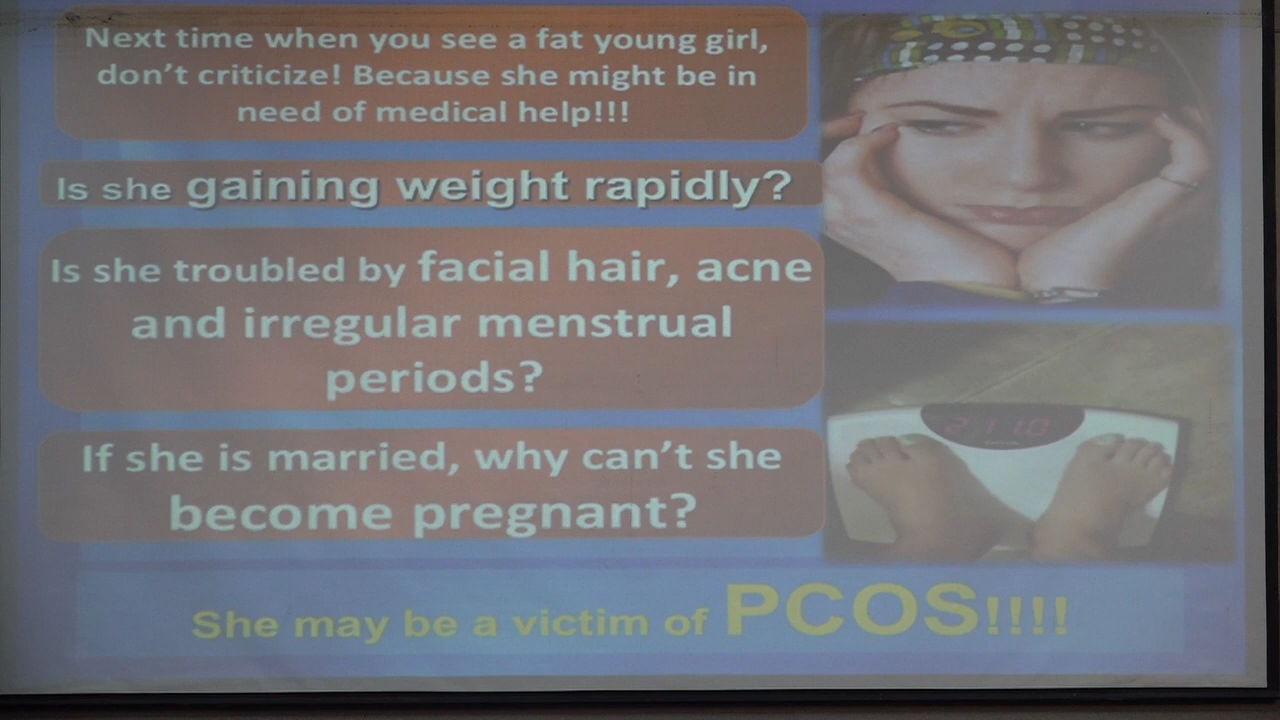 Next time when you see a fat young girl,
don't criticize! Because she might be in
need of medical help!!!
Is she gaining weight rapidly?
Is she troubled by facial hair, acne
and irregular menstrual
periods?
If she is married, why can't she
become pregnant?
She may be a victim of PCOS!!!!